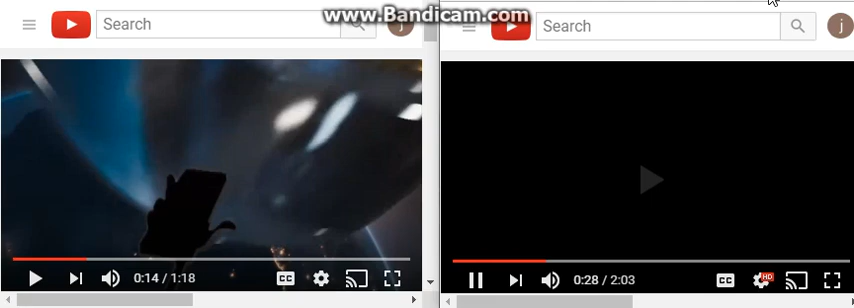 www.Bandicam.com
Search
j
Search
j
0:14 / 1:18
CC
0:28 / 2:03
CC
HD